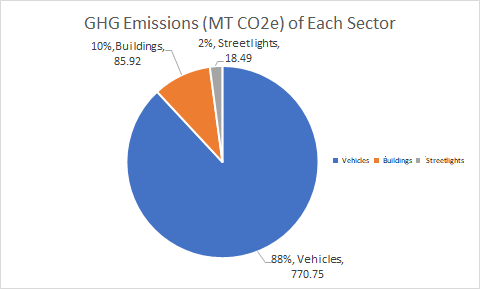 GHG Emissions (MT CO2e) of Each Sector
10%,Buildings,
85.92
2%, Streetlights,
18.49
Vehicles Buildings Streetlights
88%, Vehicles,
770.75